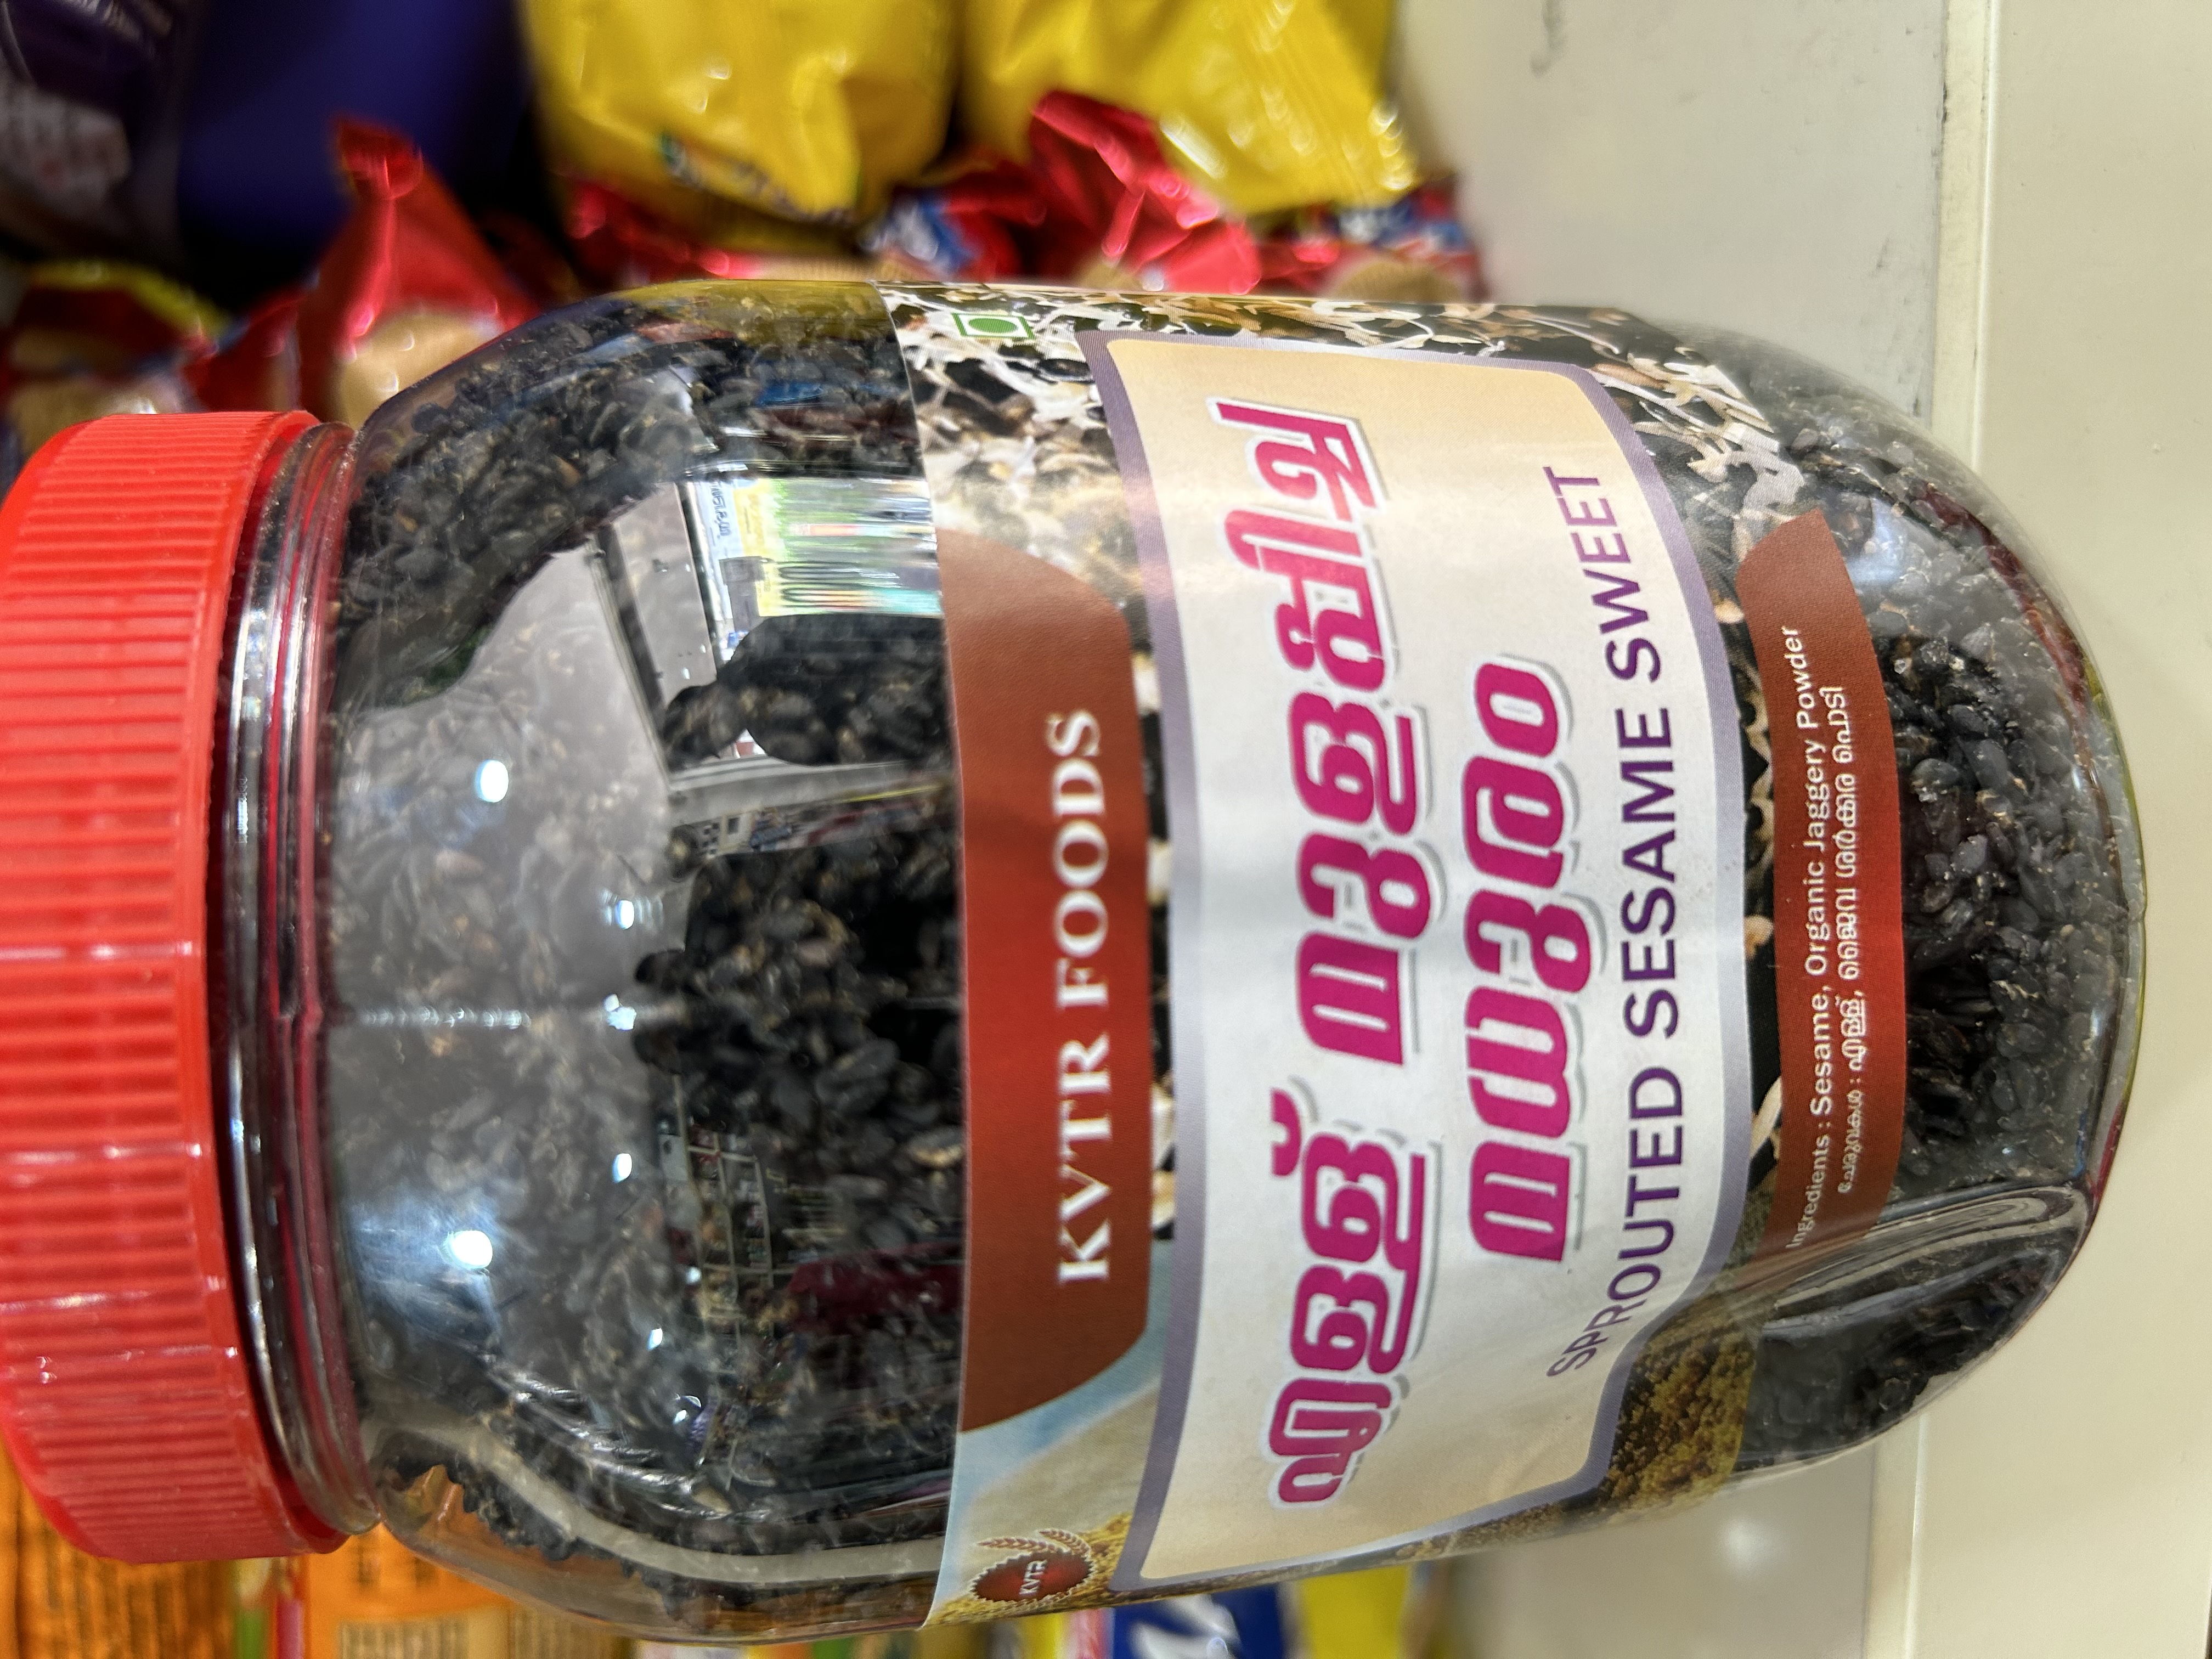 KVTR
KVTR FOODS
എള്ള് മുളപ്പിച്ച
മധുരം
SPROUTED SESAME SWEET
Ingredients : Sesame, Organic Jaggery Powder
ചേരുവകൾ : എള്ള്, ജൈവ ശർക്കര പൊടി